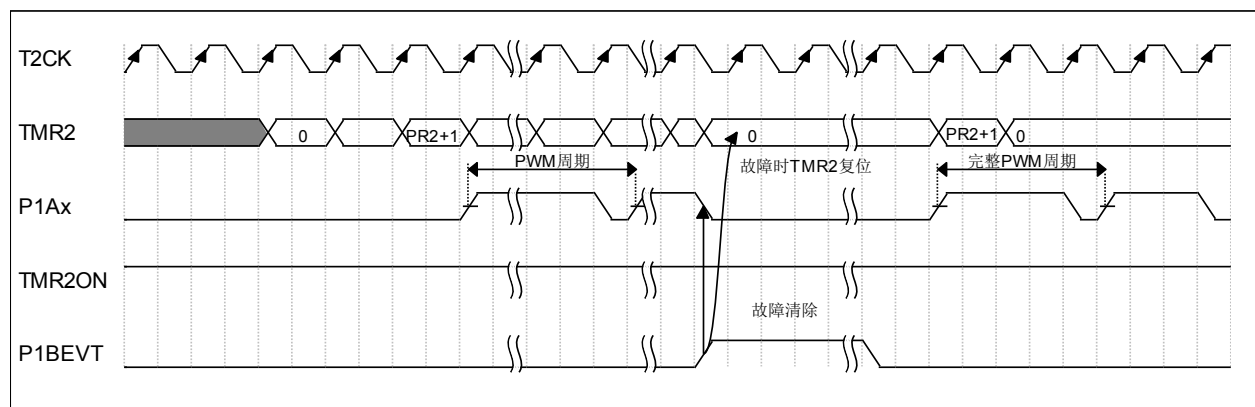 T2CK
TMR2
0
PR2+1
0
PR2+1
0
PWM周期
故障时TMR2复位
完整PWM周期
P1Ax
TMR2ON
故障清除
P1BEVT